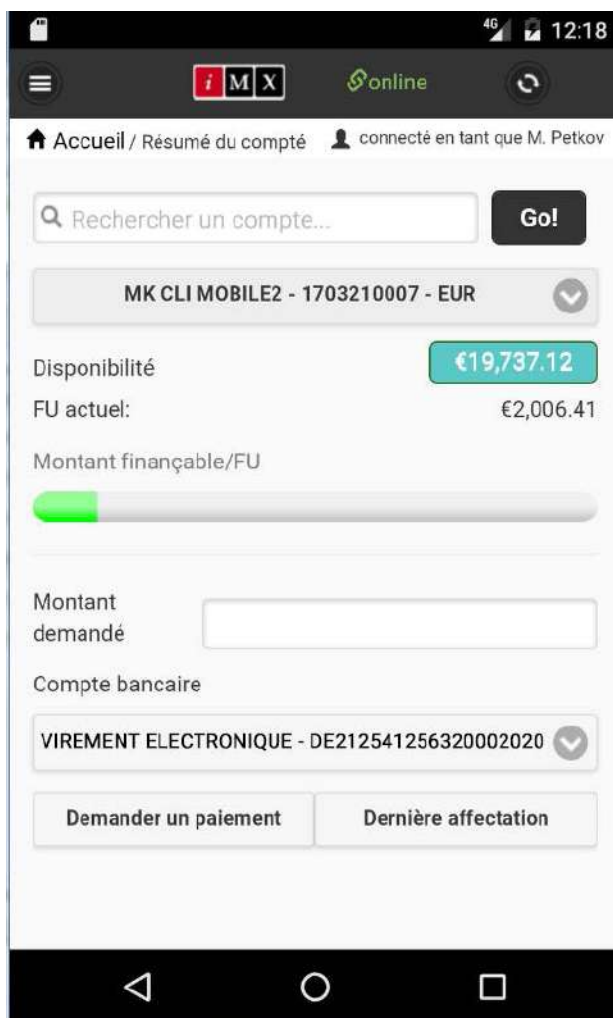 4G 12:18
iMX online
Accueil / Résumé du compté connecté en tant que M. Petkov
Rechercher un compte... Go!
MK CLI MOBILE2 - 1703210007 - EUR
Disponibilité €19,737.12
FU actuel: €2,006.41
Montant finançable/FU
Montant
demandé
Compte bancaire
VIREMENT ELECTRONIQUE - DE212541256320002020
Demander un paiement Dernière affectation